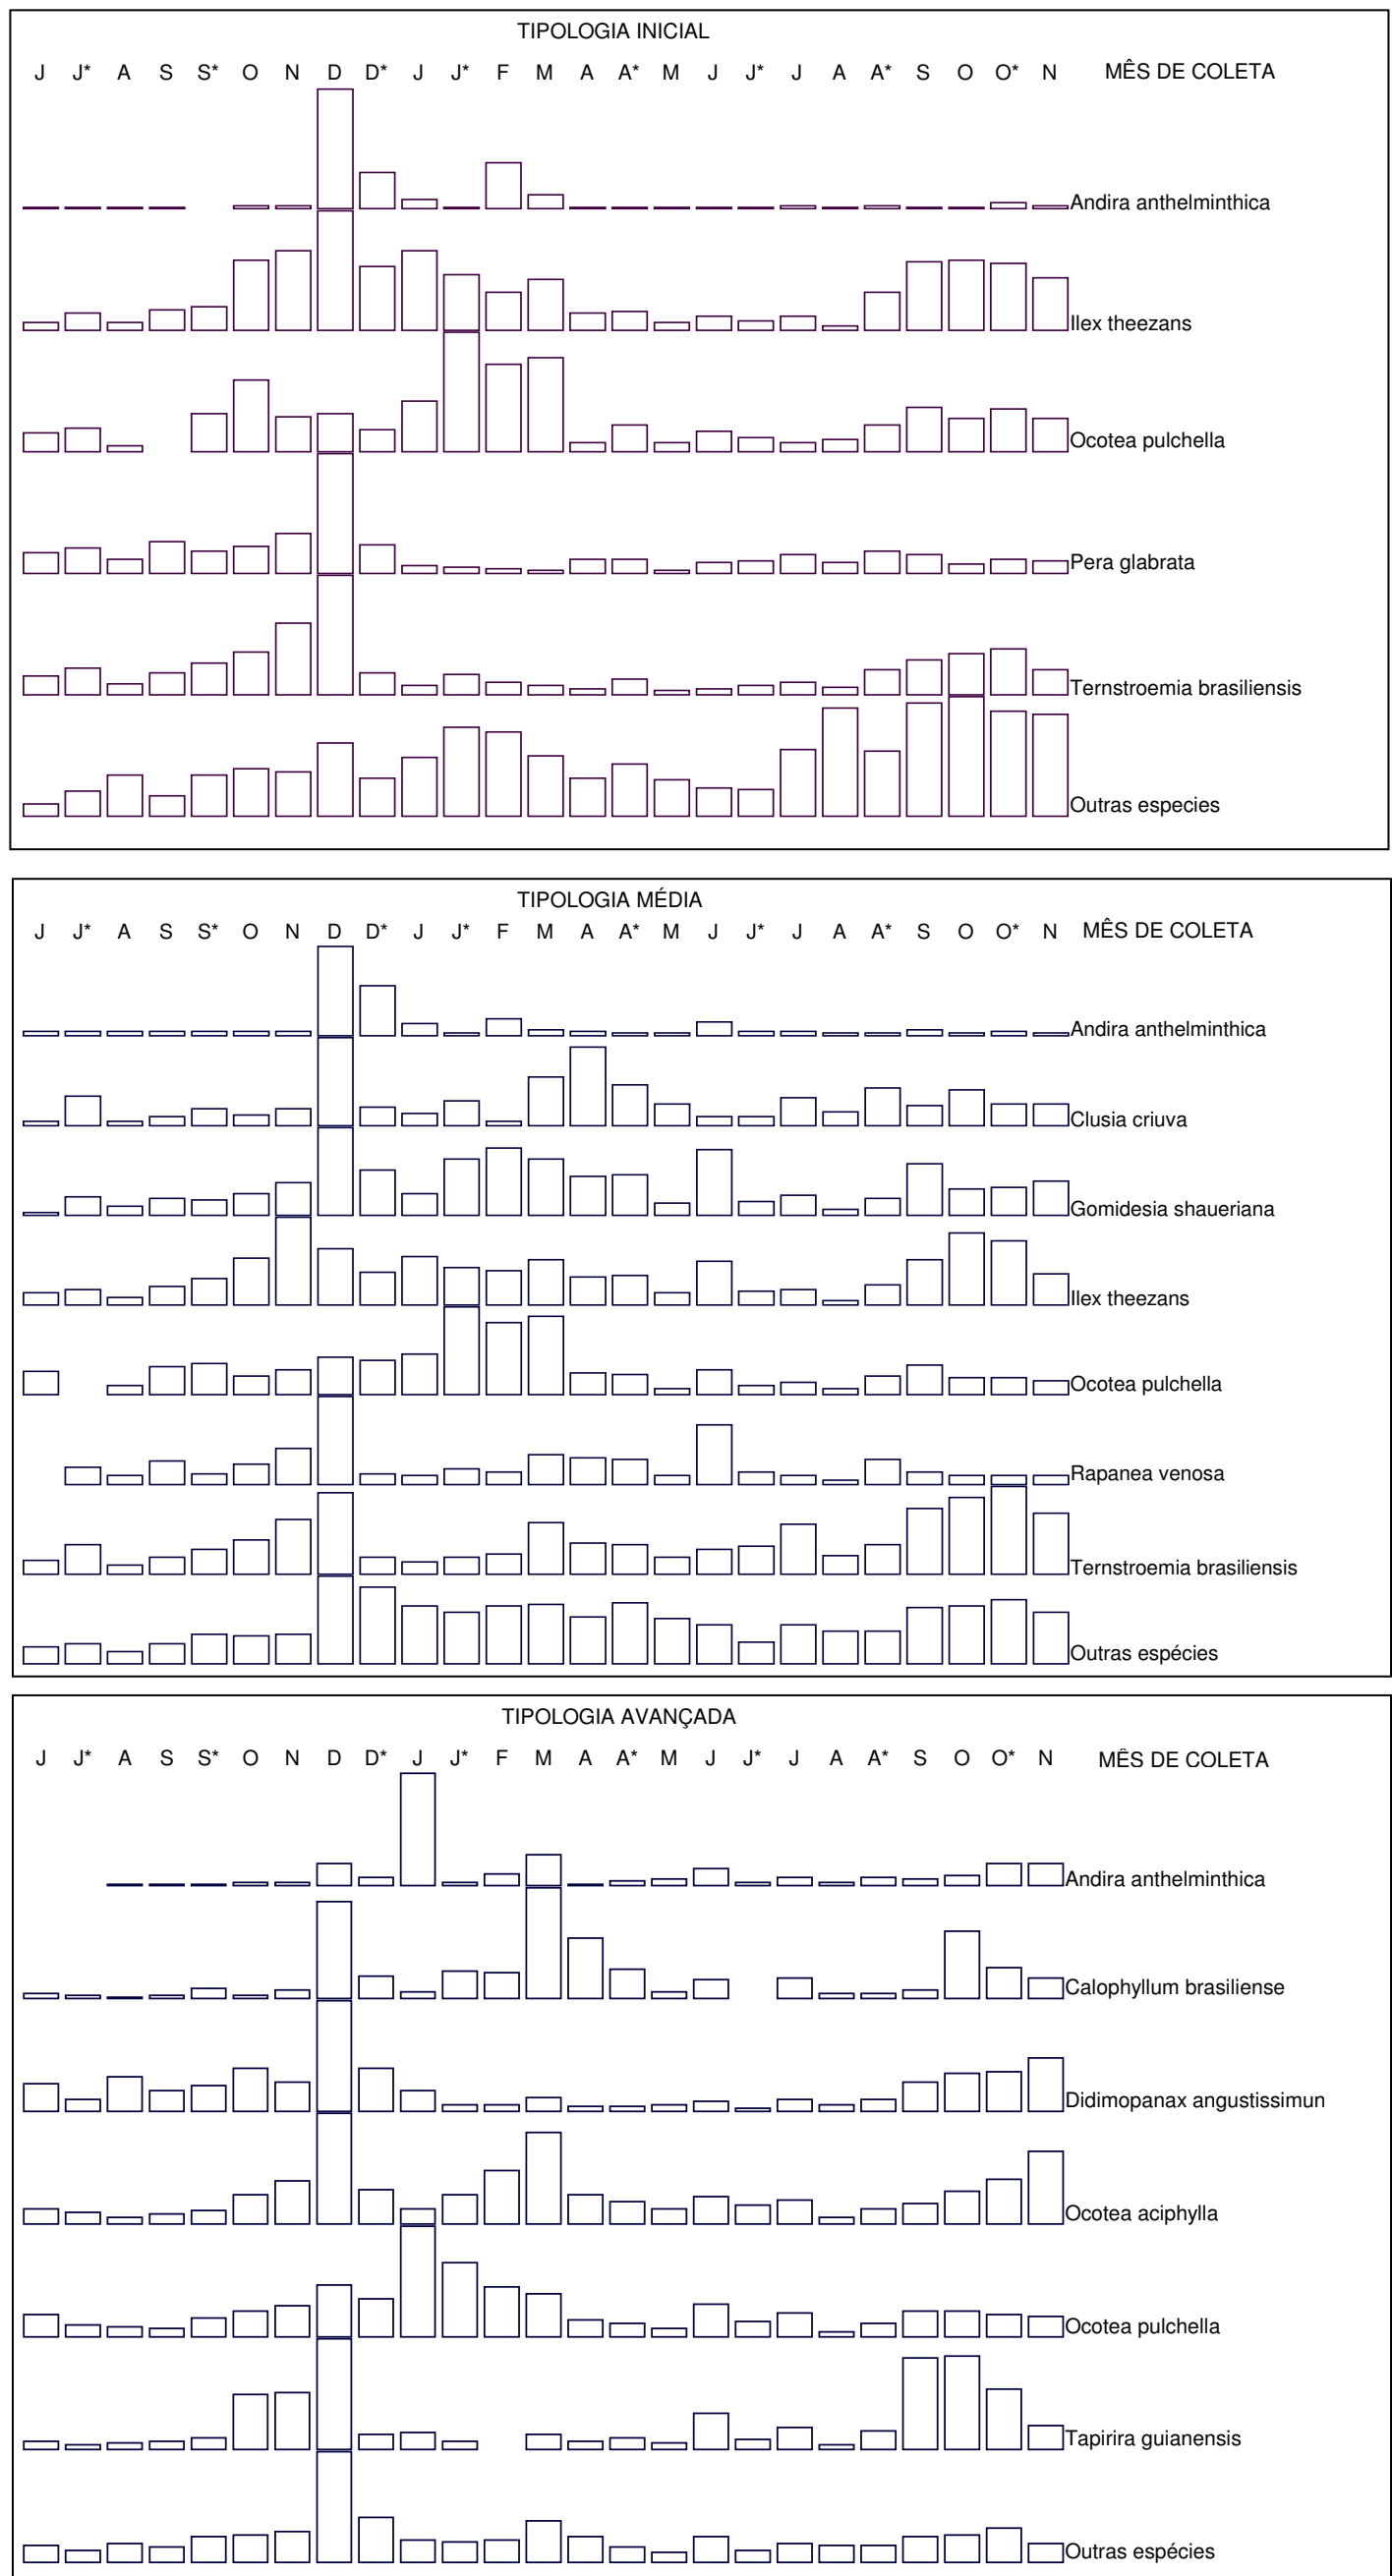 TIPOLOGIA INICIAL
J J* A S S* O N D D* J J* F M A A* M J J* J A A* S O O* N MÊS DE COLETA
Andira anthelminthica
Ilex theezans
Ocotea pulchella
Pera glabrata
Ternstroemia brasiliensis
Outras especies
TIPOLOGIA MÉDIA
J J* A S S* O N D D* J J* F M A A* M J J* J A A* S O O* N MÊS DE COLETA
Andira anthelminthica
Clusia criuva
Gomidesia shaueriana
Ilex theezans
Ocotea pulchella
Rapanea venosa
Ternstroemia brasiliensis
Outras espécies
TIPOLOGIA AVANÇADA
J J* A S S* O N D D* J J* F M A A* M J J* J A A* S O O* N MÊS DE COLETA
Andira anthelminthica
Calophyllum brasiliense
Didimopanax angustissimun
Ocotea aciphylla
Ocotea pulchella
Tapirira guianensis
Outras espécies